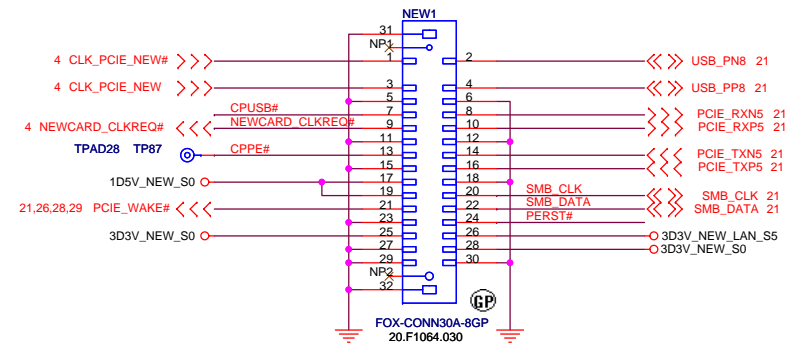 NEW1
31
NP1
4 CLK_PCIE_NEW# 1 2 USB_PN8 21
4 CLK_PCIE_NEW 3 4 USB_PP8 21
5 6
CPUSB# 7 8 PCIE_RXN5 21
4 NEWCARD_CLKREQ# NEWCARD_CLKREQ# 9 10 PCIE_RXP5 21
11 12
TPAD28 TP87 CPPE# 13 14 PCIE_TXN5 21
15 16 PCIE_TXP5 21
1D5V_NEW_S0 17 18
19 20 SMB_CLK SMB_CLK 21
21,26,28,29 PCIE_WAKE# 21 22 SMB_DATA SMB_DATA 21
23 24 PERST#
3D3V_NEW_S0 25 26 3D3V_NEW_LAN_S5
27 28 3D3V_NEW_S0
29 30
NP2
32
GP
FOX-CONN30A-8GP
20.F1064.030